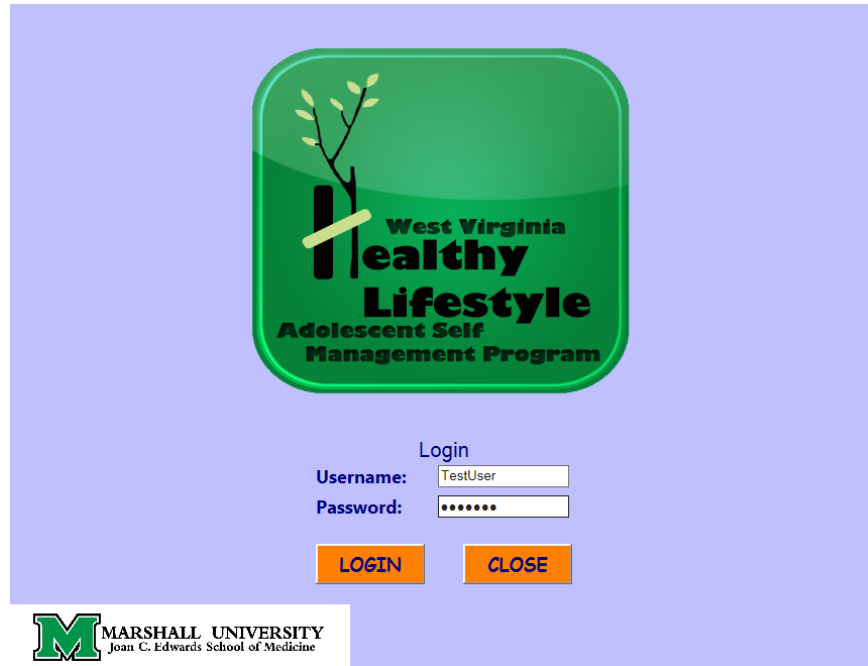 West Virginia
Healthy
Lifestyle
Adolescent Self
Management Program
Login
Username: TestUser
Password: •••••••
LOGIN CLOSE
M MARSHALL UNIVERSITY
Joan C. Edwards School of Medicine